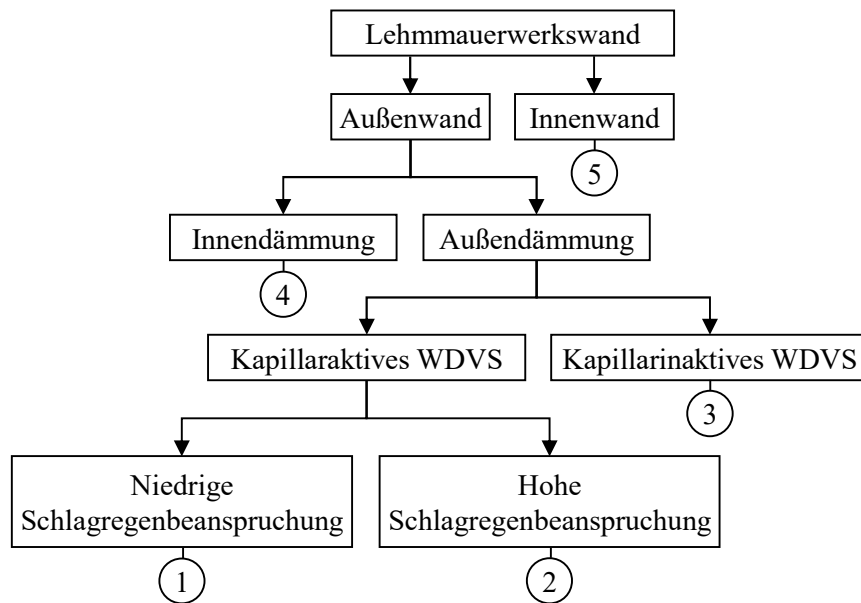 Lehmmauerwerkswand
Außenwand
Innenwand
5
Innendämmung
Außendämmung
4
Kapillaraktives WDVS
Kapillarinaktives WDVS
3
Niedrige
Schlagregenbeanspruchung
Hohe
Schlagregenbeanspruchung
1
2